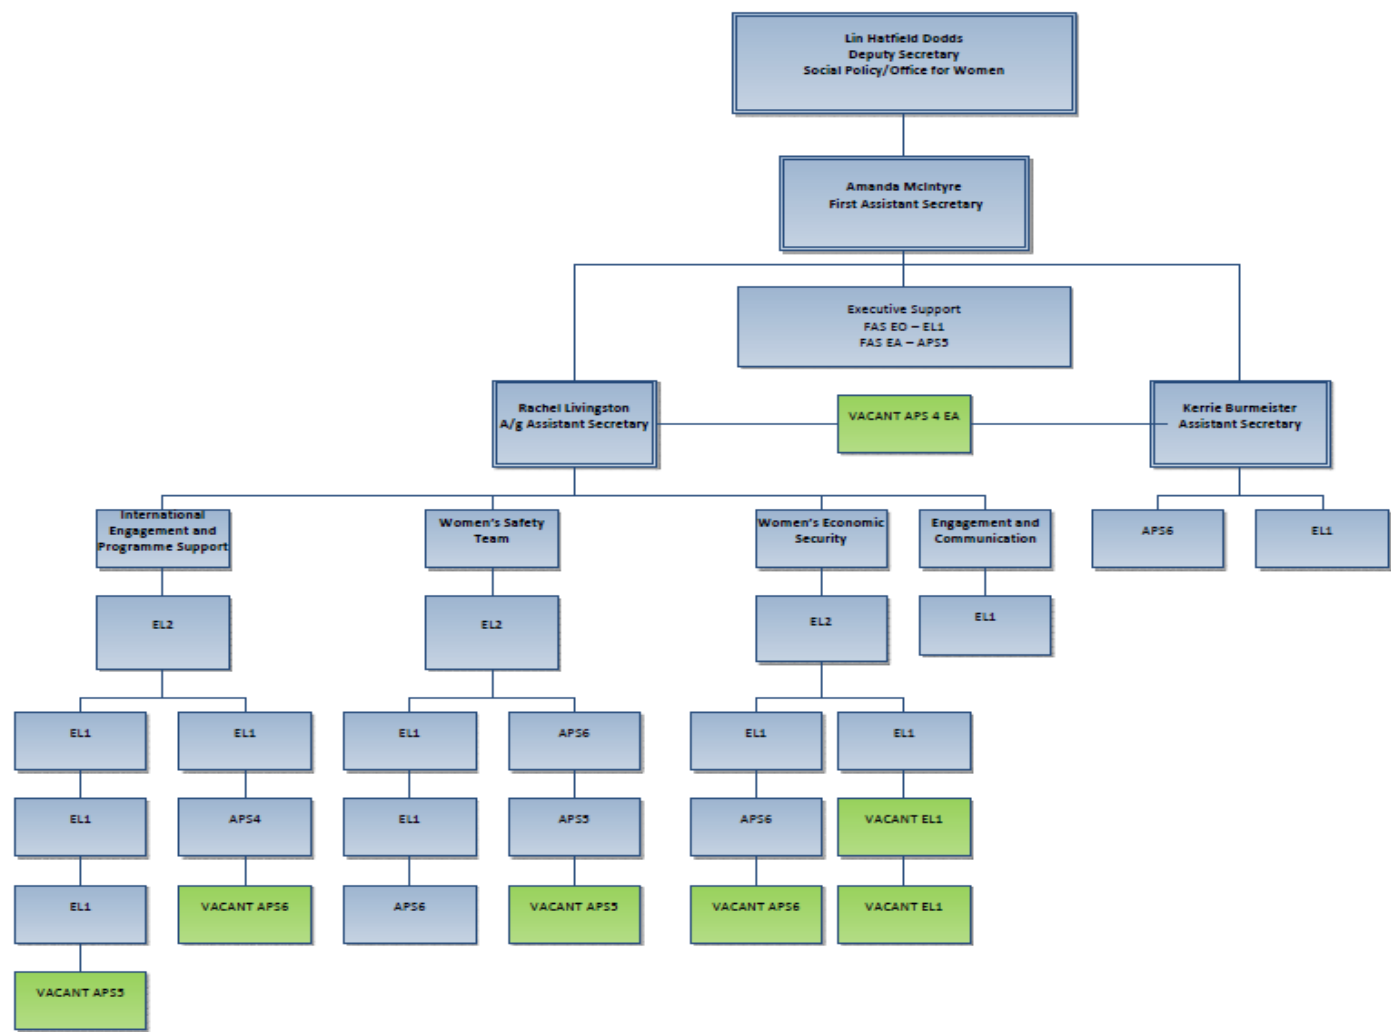 Lin Hatfield Dodds
Deputy Secretary
Social Policy/Office for Women
Amanda McIntyre
First Assistant Secretary
Executive Support
FAS EO – EL1
FAS EA – APS5
Rachel Livingston
A/g Assistant Secretary
VACANT APS 4 EA
Kerrie Burmeister
Assistant Secretary
International
Engagement and
Programme Support
Women's Safety
Team
Women's Economic
Security
Engagement and
Communication
APS6
EL1
EL2
EL2
EL2
EL1
EL1
EL1
EL1
APS6
EL1
EL1
EL1
APS4
EL1
APS5
APS6
VACANT EL1
EL1
VACANT APS6
APS6
VACANT APS5
VACANT APS6
VACANT EL1
VACANT APS5